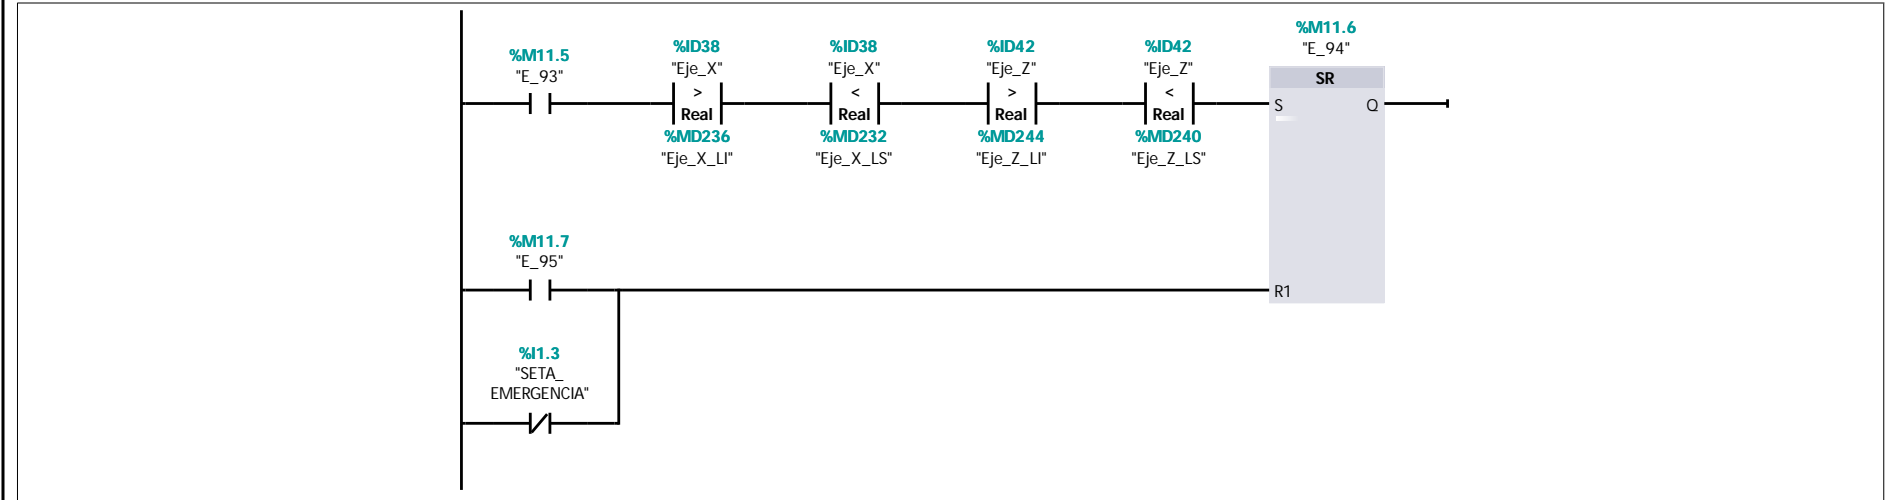 %M11.6
"E_94"
%M11.5
"E_93"
%ID38
"Eje_X"
>
Real
%MD236
"Eje_X_LI"
%ID38
"Eje_X"
<
Real
%MD232
"Eje_X_LS"
%ID42
"Eje_Z"
>
Real
%MD244
"Eje_Z_LI"
%ID42
"Eje_Z"
<
Real
%MD240
"Eje_Z_LS"
SR
S Q
%M11.7
"E_95"
R1
%I1.3
"SETA_
EMERGENCIA"